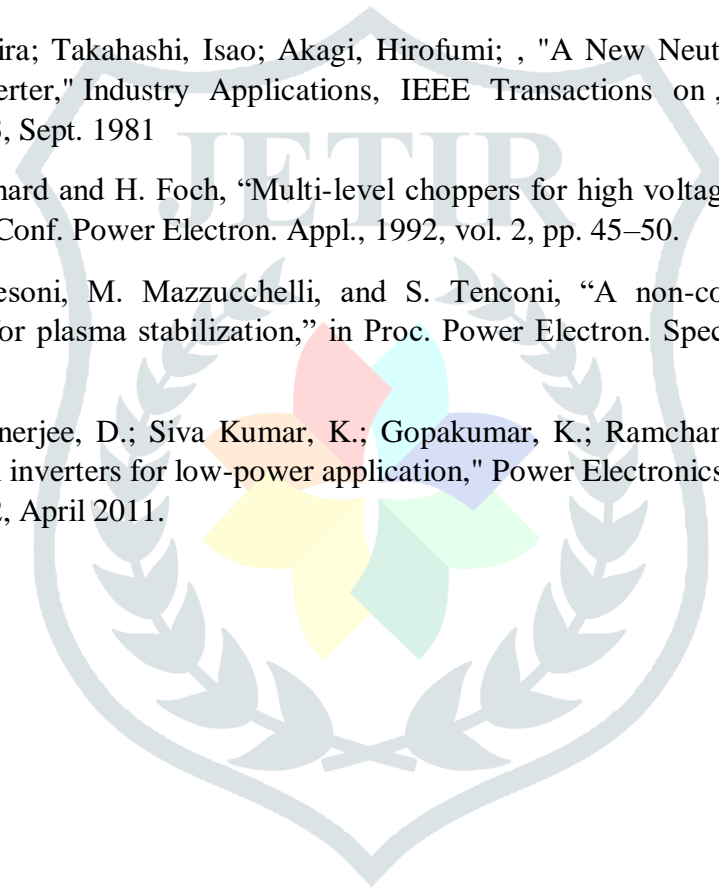 ira; Takahashi, Isao; Akagi, Hirofumi; , "A New Neut
erter," Industry Applications, IEEE Transactions on ,
, Sept. 1981
JETIR
hard and H. Foch, “Multi-level choppers for high voltag
Conf. Power Electron. Appl., 1992, vol. 2, pp. 45–50.
esoni, M. Mazzucchelli, and S. Tenconi, “A non-co
for plasma stabilization,” in Proc. Power Electron. Spec
nerjee, D.; Siva Kumar, K.; Gopakumar, K.; Ramchan
inverters for low-power application," Power Electronics
, April 2011.